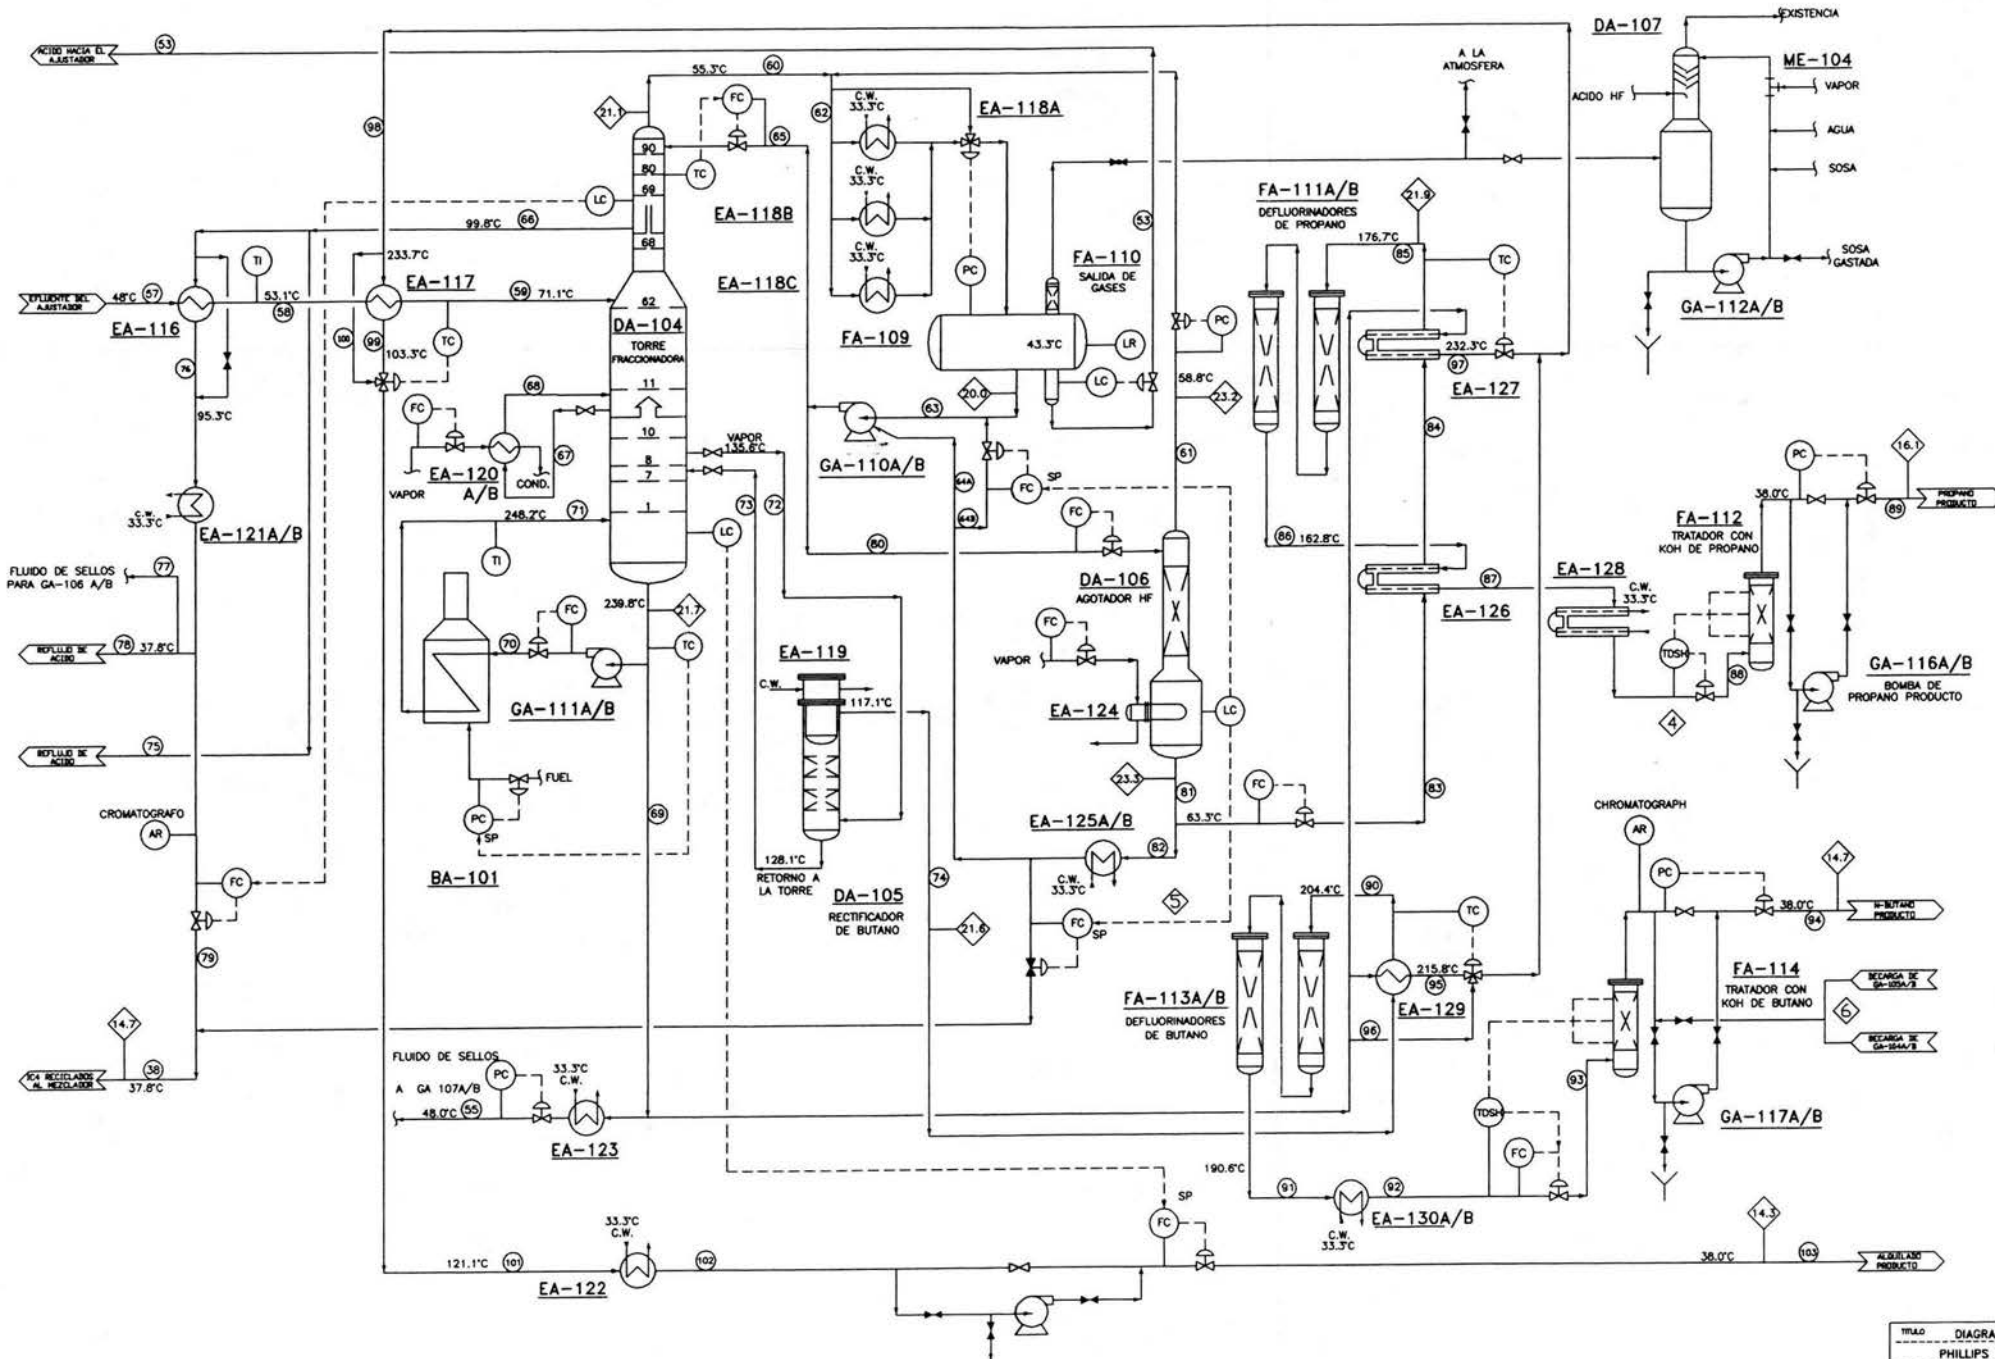 ACIDO HACIA EL
AJUSTADOR
53
98
55.3°C
60
21.1
FC
65
62
C.W.
33.3°C
EA-118A
90
80
TC
69
LC
66
99.8°C
68
C.W.
33.3°C
EA-118B
C.W.
33.3°C
EA-118C
PC
FA-109
43.3°C
LR
LC
20.0
FA-110
SALIDA DE
GASES
53
A LA
ATMOSFERA
DA-107
EXISTENCIA
ME-104
ACIDO HF
VAPOR
AGUA
SOSA
SOSA
GASTADA
GA-112A/B
EFLUENTE DEL
AJUSTADOR
48°C
57
EA-116
TI
53.1°C
58
233.7°C
EA-117
59
71.1°C
TC
100
99
103.3°C
76
95.3°C
62
DA-104
TORRE
FRACCIONADORA
11
10
8
7
1
68
FC
67
EA-120
A/B
VAPOR
COND.
VAPOR
135.6°C
73
72
248.2°C
71
TI
LC
239.8°C
21.7
TC
C.W.
33.3°C
EA-121A/B
FLUIDO DE SELLOS
PARA GA-106 A/B
77
REFLUJO DE
ACIDO
78
37.8°C
REFLUJO DE
ACIDO
75
CROMATOGRAFO
AR
FC
79
14.7
IC4 RECICLADOS
AL MEZCLADOR
38
37.8°C
70
FC
GA-111A/B
FUEL
PC
SP
BA-101
69
EA-119
C.W.
117.1°C
128.1°C
RETORNO A
LA TORRE
DA-105
RECTIFICADOR
DE BUTANO
74
21.6
GA-110A/B
63
64A
64B
FC
SP
80
FC
PC
58.8°C
23.2
61
DA-106
AGOTADOR HF
FC
VAPOR
EA-124
LC
23.3
81
63.3°C
FC
EA-125A/B
82
C.W.
33.3°C
5
FC
SP
FA-111A/B
DEFLUORINADORES
DE PROPANO
21.9
176.7°C
85
TC
232.3°C
97
EA-127
84
86
162.8°C
87
EA-126
83
EA-128
C.W.
33.3°C
TDSH
88
4
FA-112
TRATADOR CON
KOH DE PROPANO
PC
38.0°C
16.1
89
PROPANO
PRODUCTO
GA-116A/B
BOMBA DE
PROPANO PRODUCTO
204.4°C
90
TC
215.8°C
95
EA-129
96
FA-113A/B
DEFLUORINADORES
DE BUTANO
190.6°C
91
92
EA-130A/B
C.W.
33.3°C
TDSH
FC
93
CHROMATOGRAPH
AR
PC
14.7
38.0°C
94
N-BUTANO
PRODUCTO
FA-114
TRATADOR CON
KOH DE BUTANO
DECARGA DE
GA-105A/B
6
DECARGA DE
GA-104A/B
GA-117A/B
FLUIDO DE SELLOS
A GA 107A/B
PC
48.0°C
55
33.3°C
C.W.
EA-123
121.1°C
101
33.3°C
C.W.
EA-122
102
SP
FC
38.0°C
14.3
103
ALQUILADO
PRODUCTO
TITULO
DIAGRA
PHILLIPS